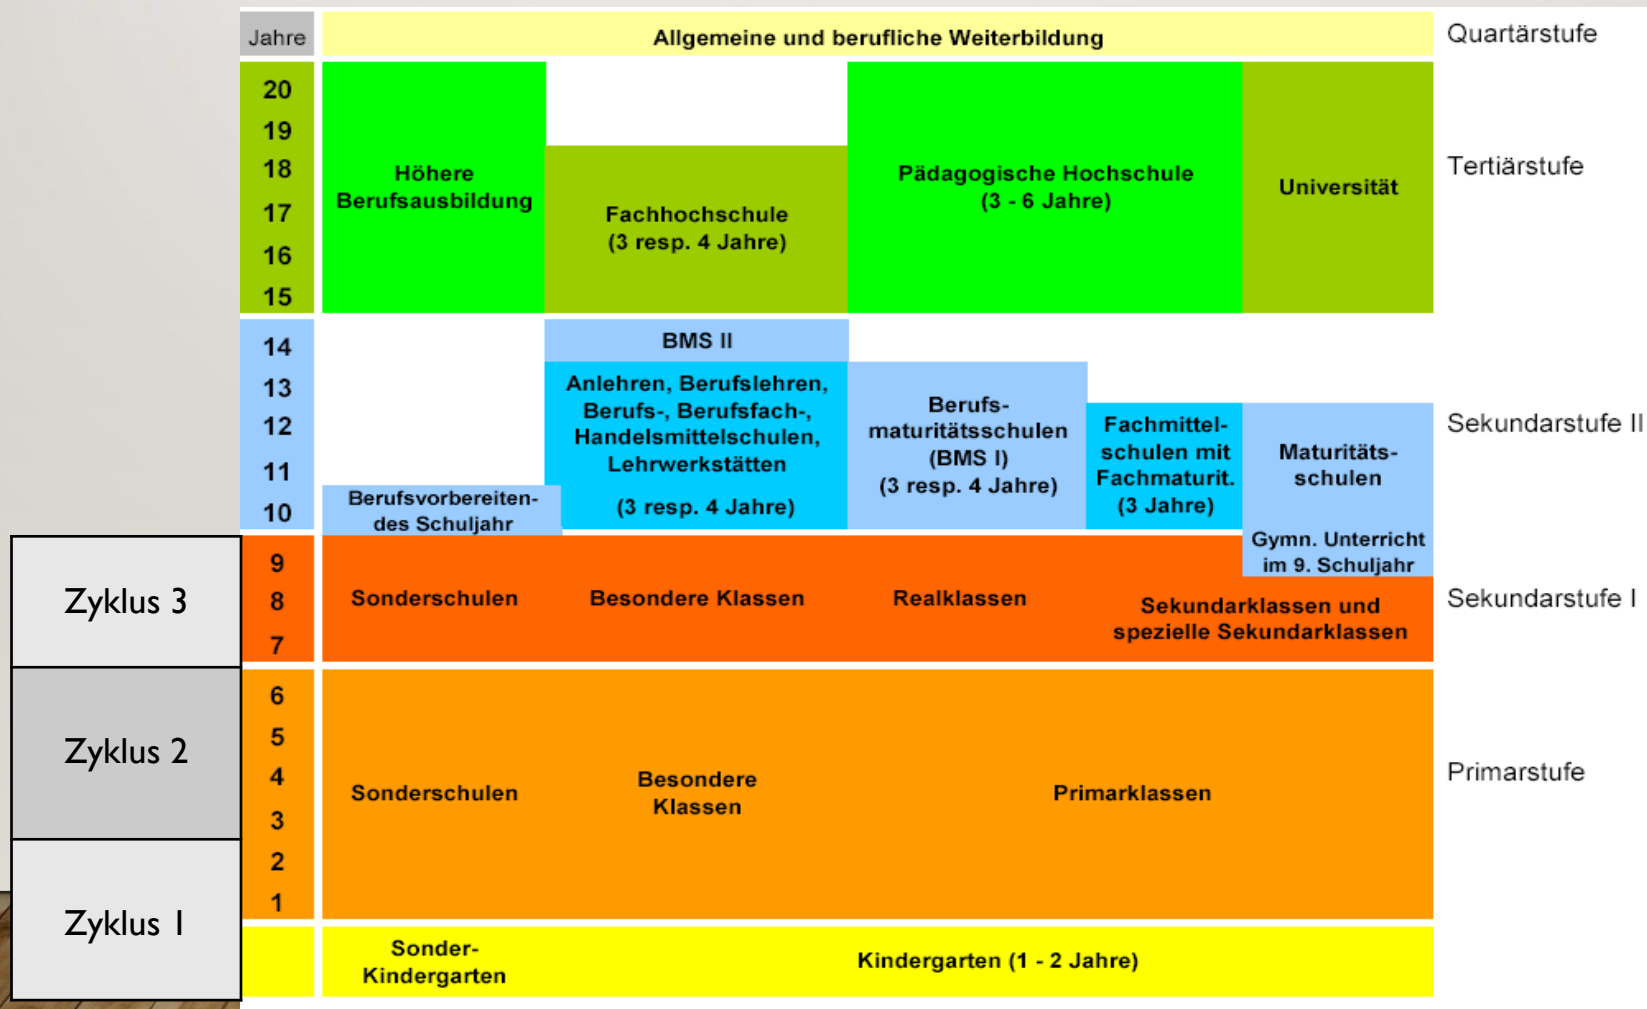 Jahre
Allgemeine und berufliche Weiterbildung
Quartärstufe
20
19
18
17
16
15
Höhere
Berufsausbildung
Fachhochschule
(3 resp. 4 Jahre)
Pädagogische Hochschule
(3 - 6 Jahre)
Universität
Tertiärstufe
14
13
12
11
10
BMS II
Anlehren, Berufslehren,
Berufs-, Berufsfach-,
Handelsmittelschulen,
Lehrwerkstätten
(3 resp. 4 Jahre)
Berufsvorbereiten-
des Schuljahr
Berufs-
maturitätsschulen
(BMS I)
(3 resp. 4 Jahre)
Fachmittel-
schulen mit
Fachmaturit.
(3 Jahre)
Maturitäts-
schulen
Gymn. Unterricht
im 9. Schuljahr
Sekundarstufe II
Zyklus 3
9
8
7
Sonderschulen
Besondere Klassen
Realklassen
Sekundarklassen und
spezielle Sekundarklassen
Sekundarstufe I
Zyklus 2
6
5
4
3
2
1
Sonderschulen
Besondere
Klassen
Primarklassen
Primarstufe
Zyklus 1
Sonder-
Kindergarten
Kindergarten (1 - 2 Jahre)